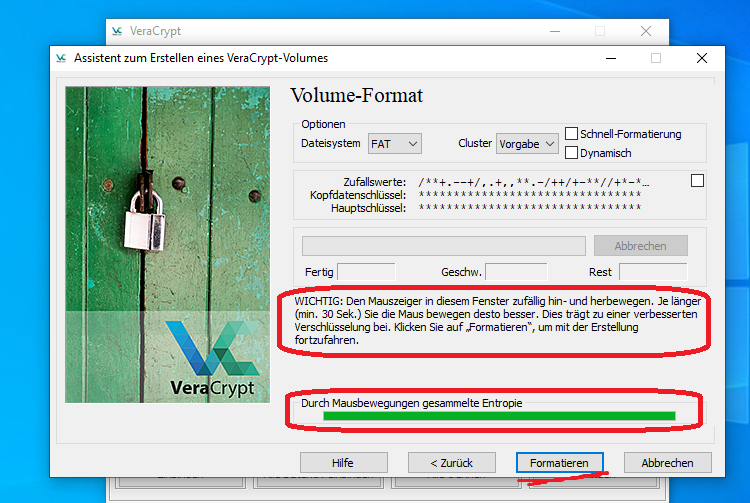 VeraCrypt
Assistent zum Erstellen eines VeraCrypt-Volumes
Volume-Format
Optionen
Dateisystem FAT Cluster Vorgabe Schnell-Formatierung
Dynamisch
Zufallswerte: /**+.--+/,.+,,**.-/++/+-**//+*-*…
Kopfdatenschlüssel: ********************************
Hauptschlüssel: ********************************
Abbrechen
Fertig Geschw. Rest
WICHTIG: Den Mauszeiger in diesem Fenster zufällig hin- und herbewegen. Je länger
(min. 30 Sek.) Sie die Maus bewegen desto besser. Dies trägt zu einer verbesserten
Verschlüsselung bei. Klicken Sie auf „Formatieren“, um mit der Erstellung
fortzufahren.
VeraCrypt
Durch Mausbewegungen gesammelte Entropie
Hilfe < Zurück Formatieren Abbrechen